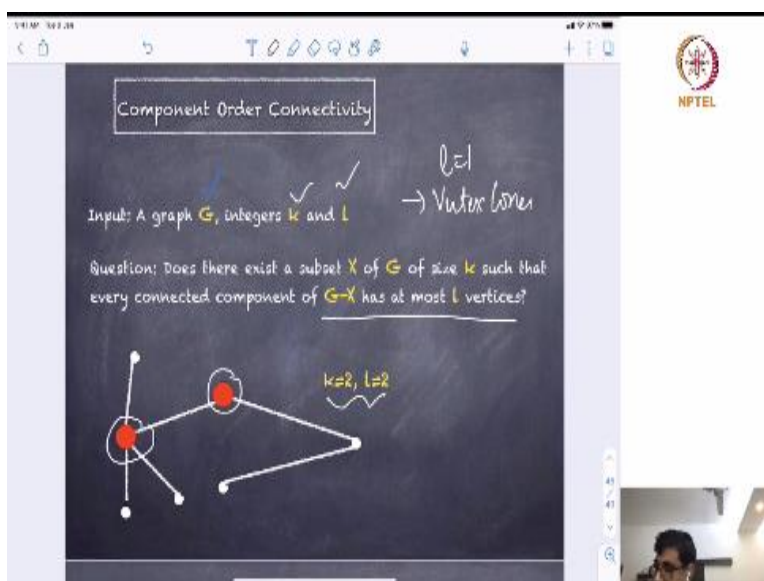 Component Order Connectivity
l=1
→ Vertex Cover
Input: A graph G, integers k and l
Question: Does there exist a subset X of G of size k such that
every connected component of G-X has at most l vertices?
k=2, l=2
NPTEL